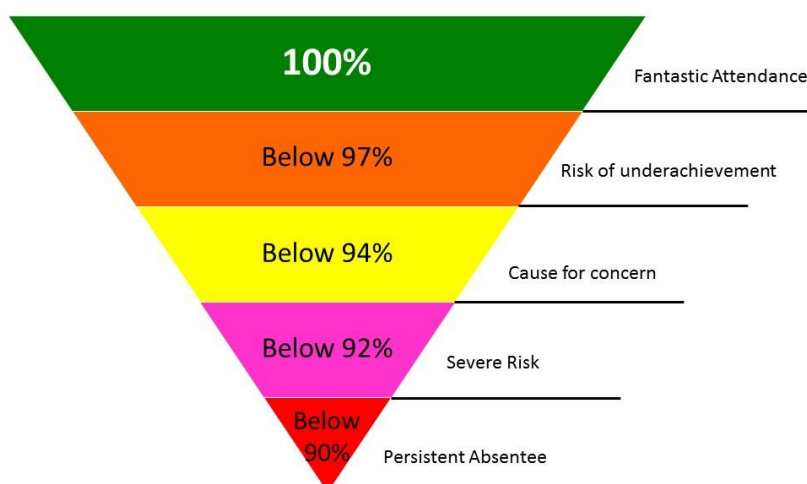 100%
Fantastic Attendance
Below 97%
Risk of underachievement
Below 94%
Cause for concern
Below 92%
Severe Risk
Below
90%
Persistent Absentee